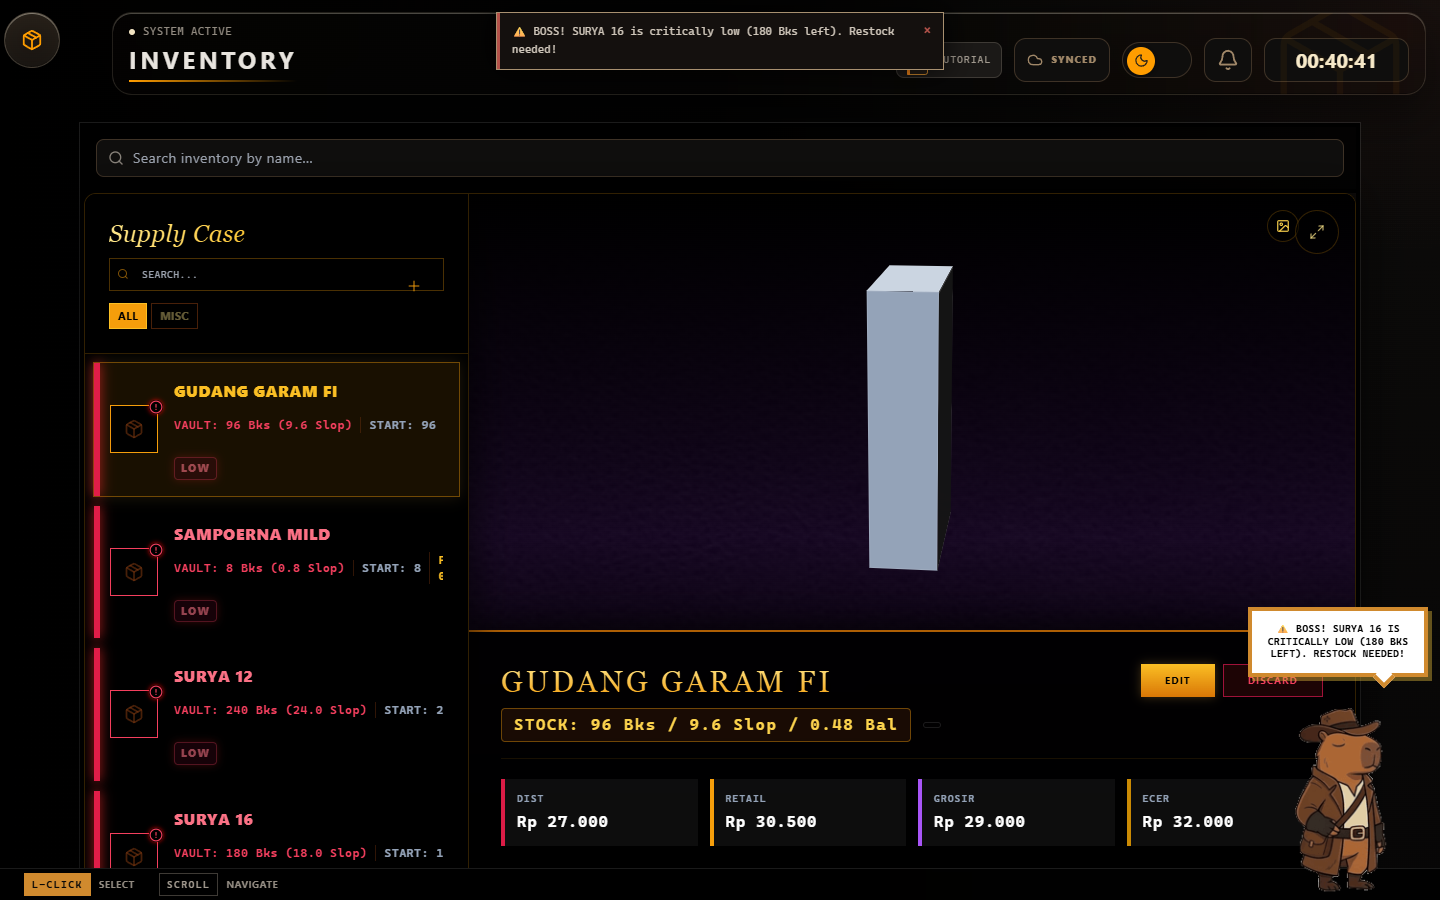 SYSTEM ACTIVE
INVENTORY
⚠ BOSS! SURYA 16 is critically low (180 Bks left). Restock
needed!
×
UTORIAL
SYNCED
00:40:41
Search inventory by name...
Supply Case
SEARCH...
ALL
MISC
GUDANG GARAM FI
VAULT: 96 Bks (9.6 Slop)
START: 96
LOW
SAMPOERNA MILD
VAULT: 8 Bks (0.8 Slop)
START: 8
LOW
SURYA 12
VAULT: 240 Bks (24.0 Slop)
START: 2
LOW
SURYA 16
VAULT: 180 Bks (18.0 Slop)
START: 1
GUDANG GARAM FI
EDIT
DISCARD
STOCK: 96 Bks / 9.6 Slop / 0.48 Bal
DIST
Rp 27.000
RETAIL
Rp 30.500
GROSIR
Rp 29.000
ECER
Rp 32.000
⚠ BOSS! SURYA 16 IS
CRITICALLY LOW (180 BKS
LEFT). RESTOCK NEEDED!
L-CLICK
SELECT
SCROLL
NAVIGATE